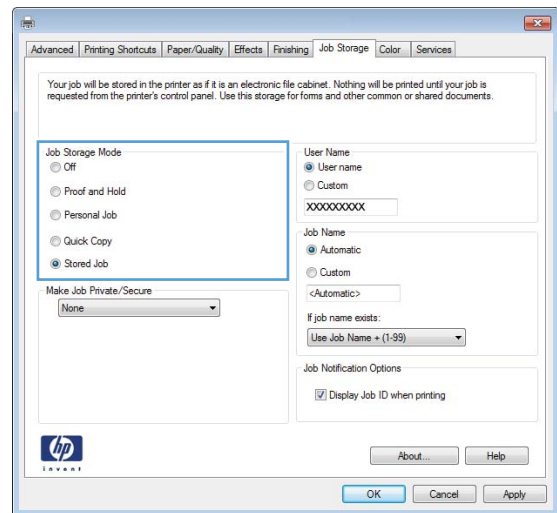 Advanced Printing Shortcuts Paper/Quality Effects Finishing Job Storage Color Services
Your job will be stored in the printer as if it is an electronic file cabinet. Nothing will be printed until your job is
requested from the printer's control panel. Use this storage for forms and other common or shared documents.
Job Storage Mode
Off
Proof and Hold
Personal Job
Quick Copy
Stored Job
Make Job Private/Secure
None
User Name
User name
Custom
XXXXXXXXX
Job Name
Automatic
Custom
<Automatic>
If job name exists:
Use Job Name + (1-99)
Job Notification Options
Display Job ID when printing
hp
invent
About... Help
OK Cancel Apply